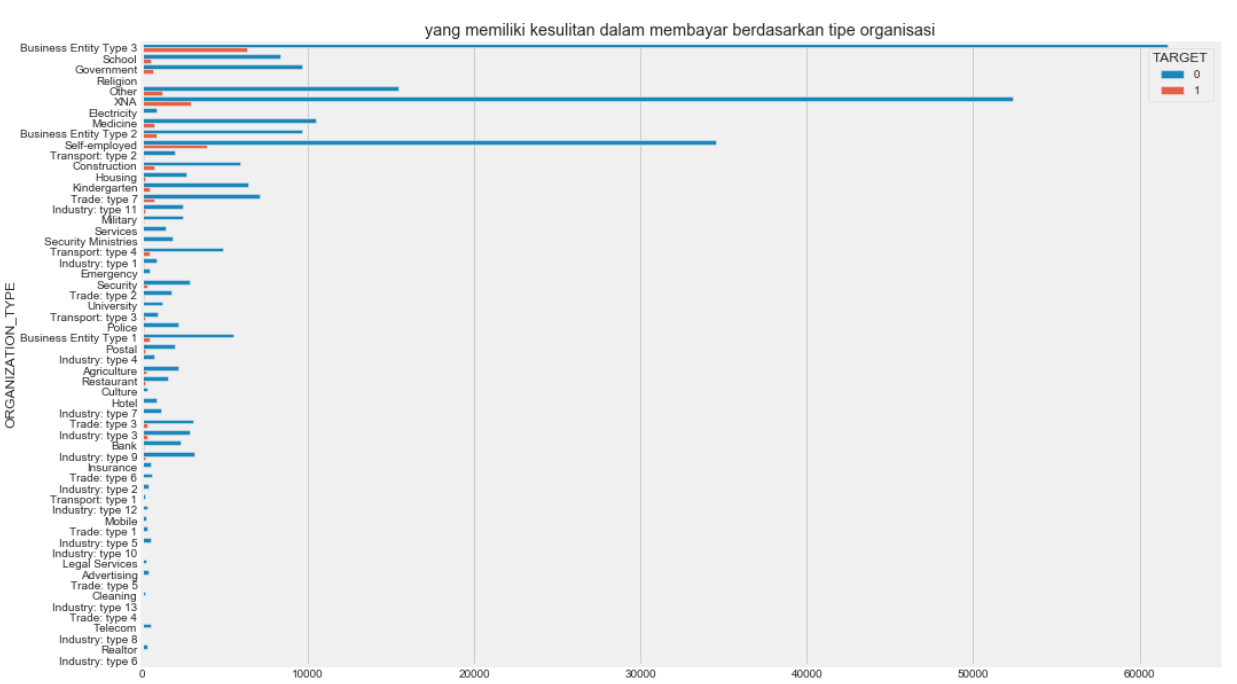 yang memiliki kesulitan dalam membayar berdasarkan tipe organisasi
TARGET
0
1
ORGANIZATION_TYPE
Business Entity Type 3
School
Government
Religion
Other
XNA
Electricity
Medicine
Business Entity Type 2
Self-employed
Transport: type 2
Construction
Housing
Kindergarten
Trade: type 7
Industry: type 11
Military
Services
Security Ministries
Transport: type 4
Industry: type 1
Emergency
Security
Trade: type 2
University
Transport: type 3
Police
Business Entity Type 1
Postal
Industry: type 4
Agriculture
Restaurant
Culture
Hotel
Industry: type 7
Trade: type 3
Industry: type 3
Bank
Industry: type 9
Insurance
Trade: type 6
Industry: type 2
Transport: type 1
Industry: type 12
Mobile
Trade: type 1
Industry: type 5
Industry: type 10
Legal Services
Advertising
Trade: type 5
Cleaning
Industry: type 13
Trade: type 4
Telecom
Industry: type 8
Realtor
Industry: type 6
0 10000 20000 30000 40000 50000 60000